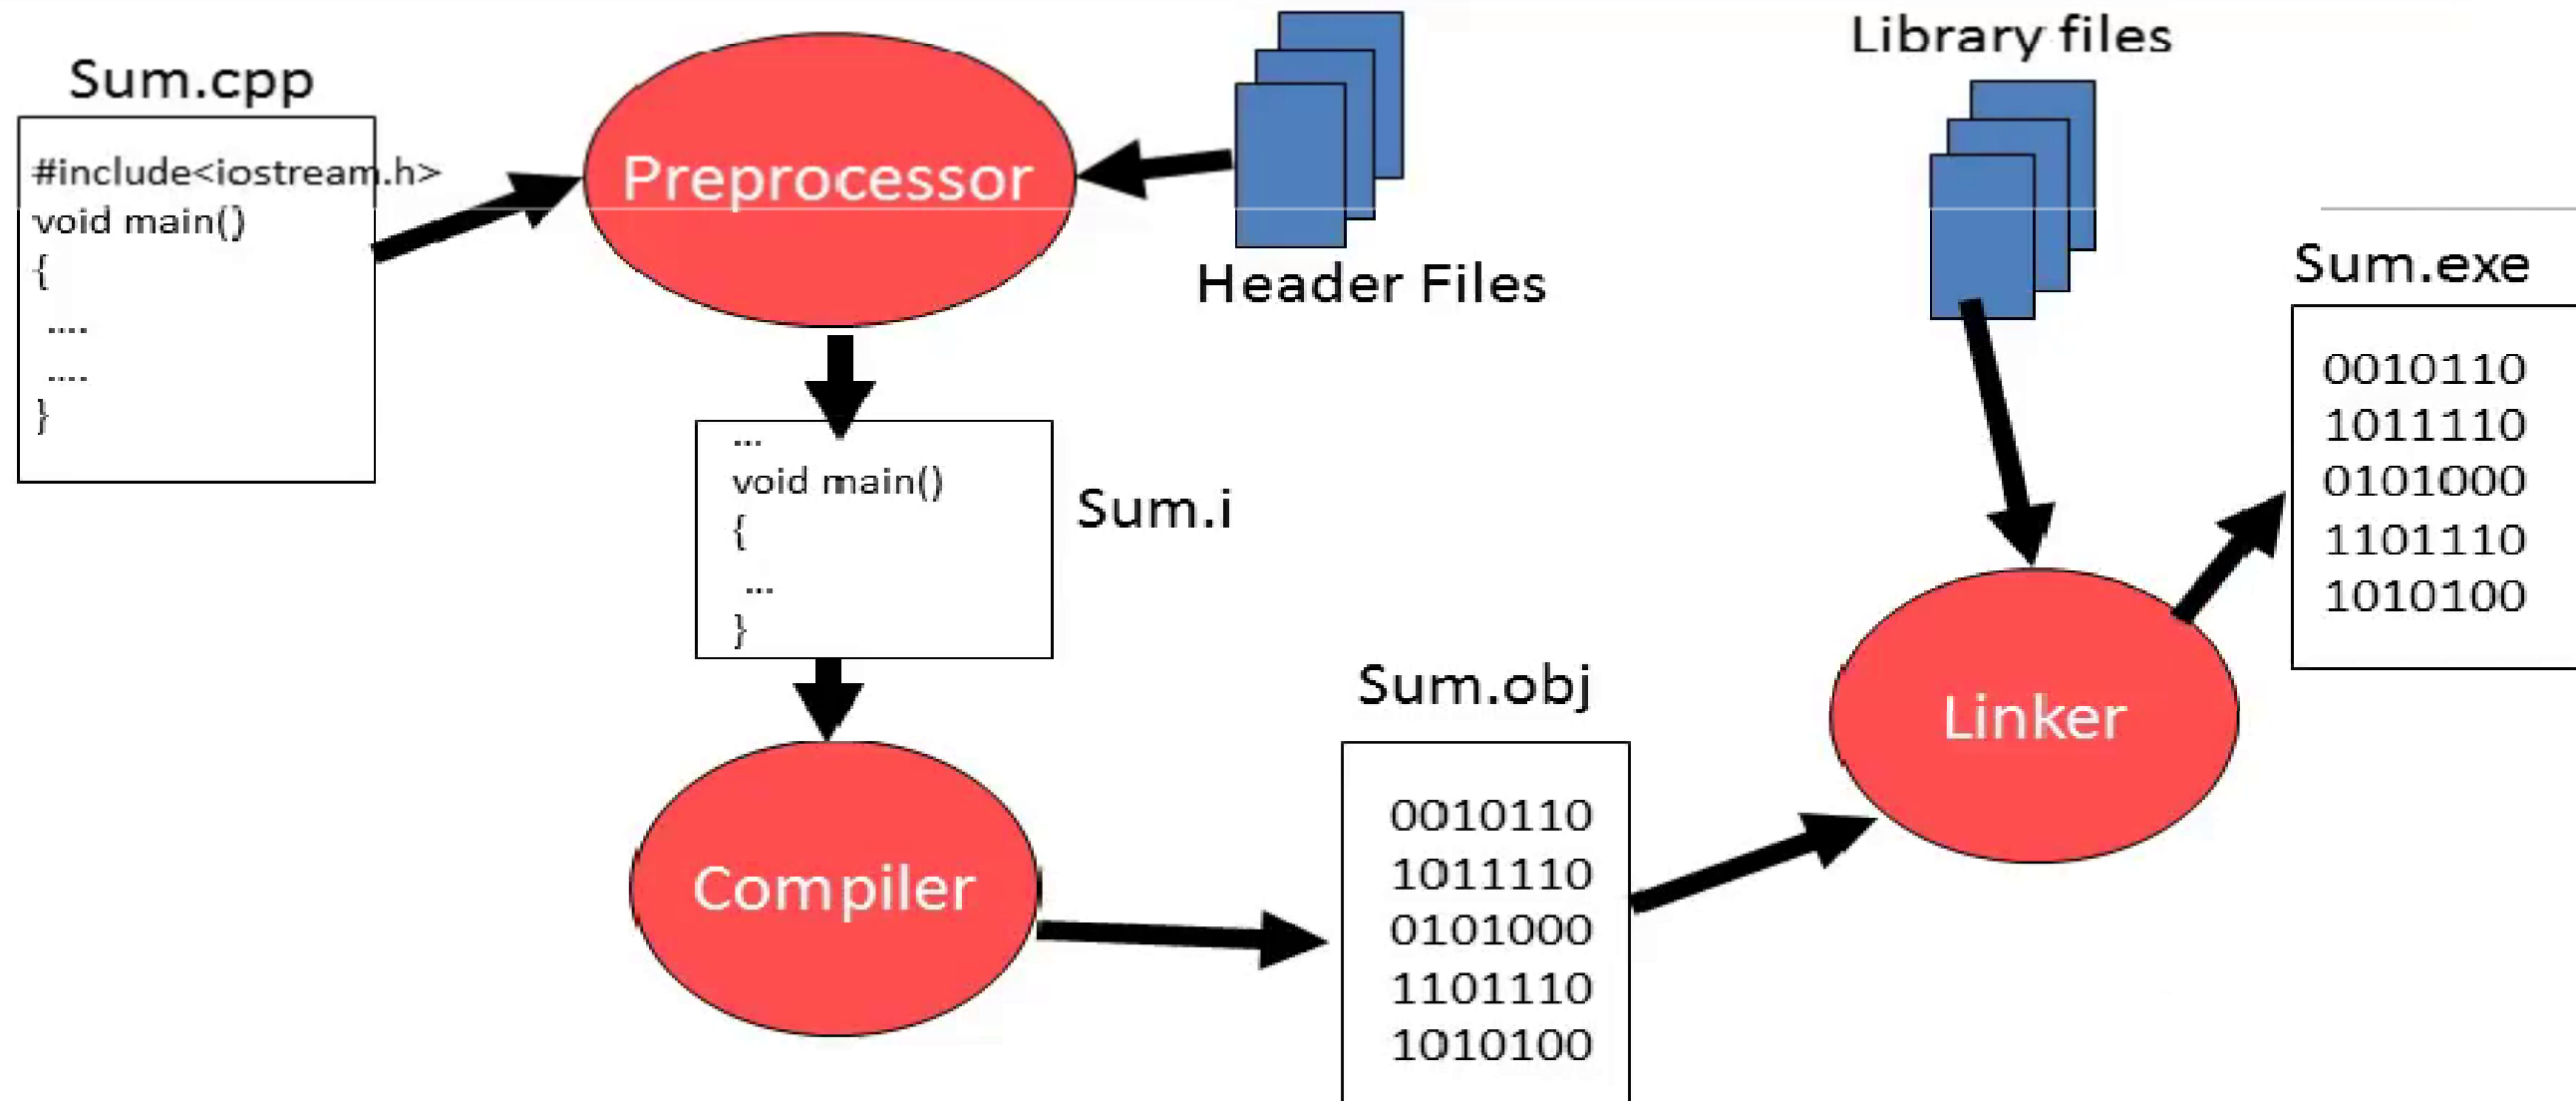 Sum.cpp
#include<iostream.h>
void main()
{
....
....
}
Preprocessor
Header Files
...
void main()
{
...
}
Sum.i
Compiler
Sum.obj
0010110
1011110
0101000
1101110
1010100
Library files
Linker
Sum.exe
0010110
1011110
0101000
1101110
1010100